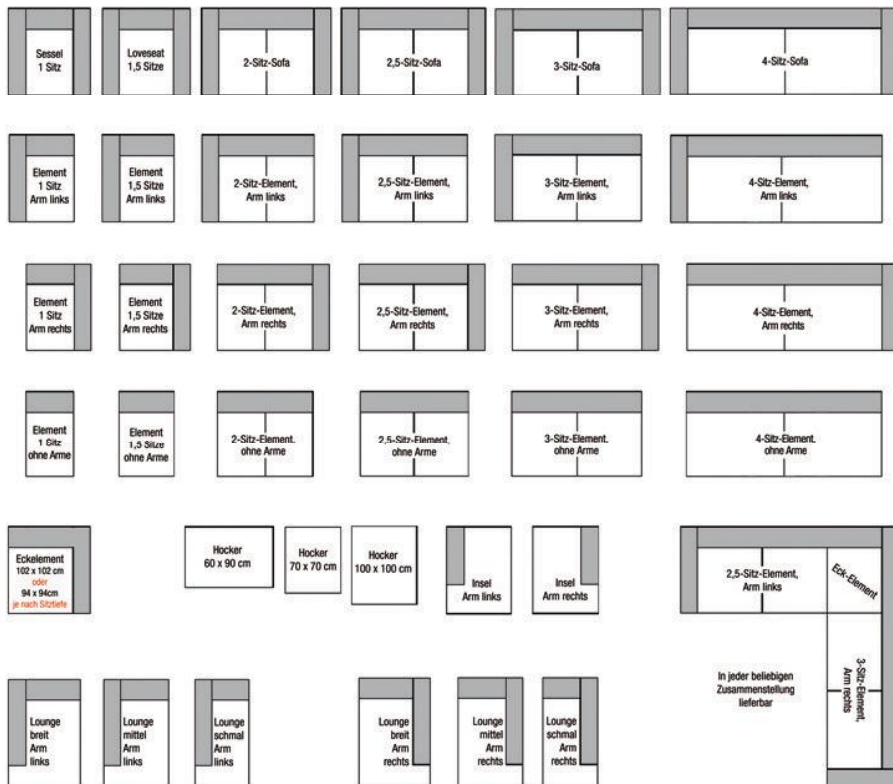 Sessel
1 Sitz
Loveseat
1,5 Sitze
2-Sitz-Sofa
2,5-Sitz-Sofa
3-Sitz-Sofa
4-Sitz-Sofa
Element
1 Sitz
Arm links
Element
1,5 Sitze
Arm links
2-Sitz-Element,
Arm links
2,5-Sitz-Element,
Arm links
3-Sitz-Element,
Arm links
4-Sitz-Element,
Arm links
Element
1 Sitz
Arm rechts
Element
1,5 Sitze
Arm rechts
2-Sitz-Element,
Arm rechts
2,5-Sitz-Element,
Arm rechts
3-Sitz-Element,
Arm rechts
4-Sitz-Element,
Arm rechts
Element
1 Sitz
ohne Arme
Element
1,5 Sitze
ohne Arme
2-Sitz-Element,
ohne Arme
2,5-Sitz-Element,
ohne Arme
3-Sitz-Element,
ohne Arme
4-Sitz-Element,
ohne Arme
Eckelement
102 x 102 cm
oder
94 x 94cm
je nach Sitztiefe
Hocker
60 x 90 cm
Hocker
70 x 70 cm
Hocker
100 x 100 cm
Insel
Arm links
Insel
Arm rechts
2,5-Sitz-Element,
Arm links
Eck-Element
3-Sitz-Element,
Arm rechts
In jeder beliebigen
Zusammenstellung
lieferbar
Lounge
breit
Arm
links
Lounge
mittel
Arm
links
Lounge
schmal
Arm
links
Lounge
breit
Arm
rechts
Lounge
mittel
Arm
rechts
Lounge
schmal
Arm
rechts